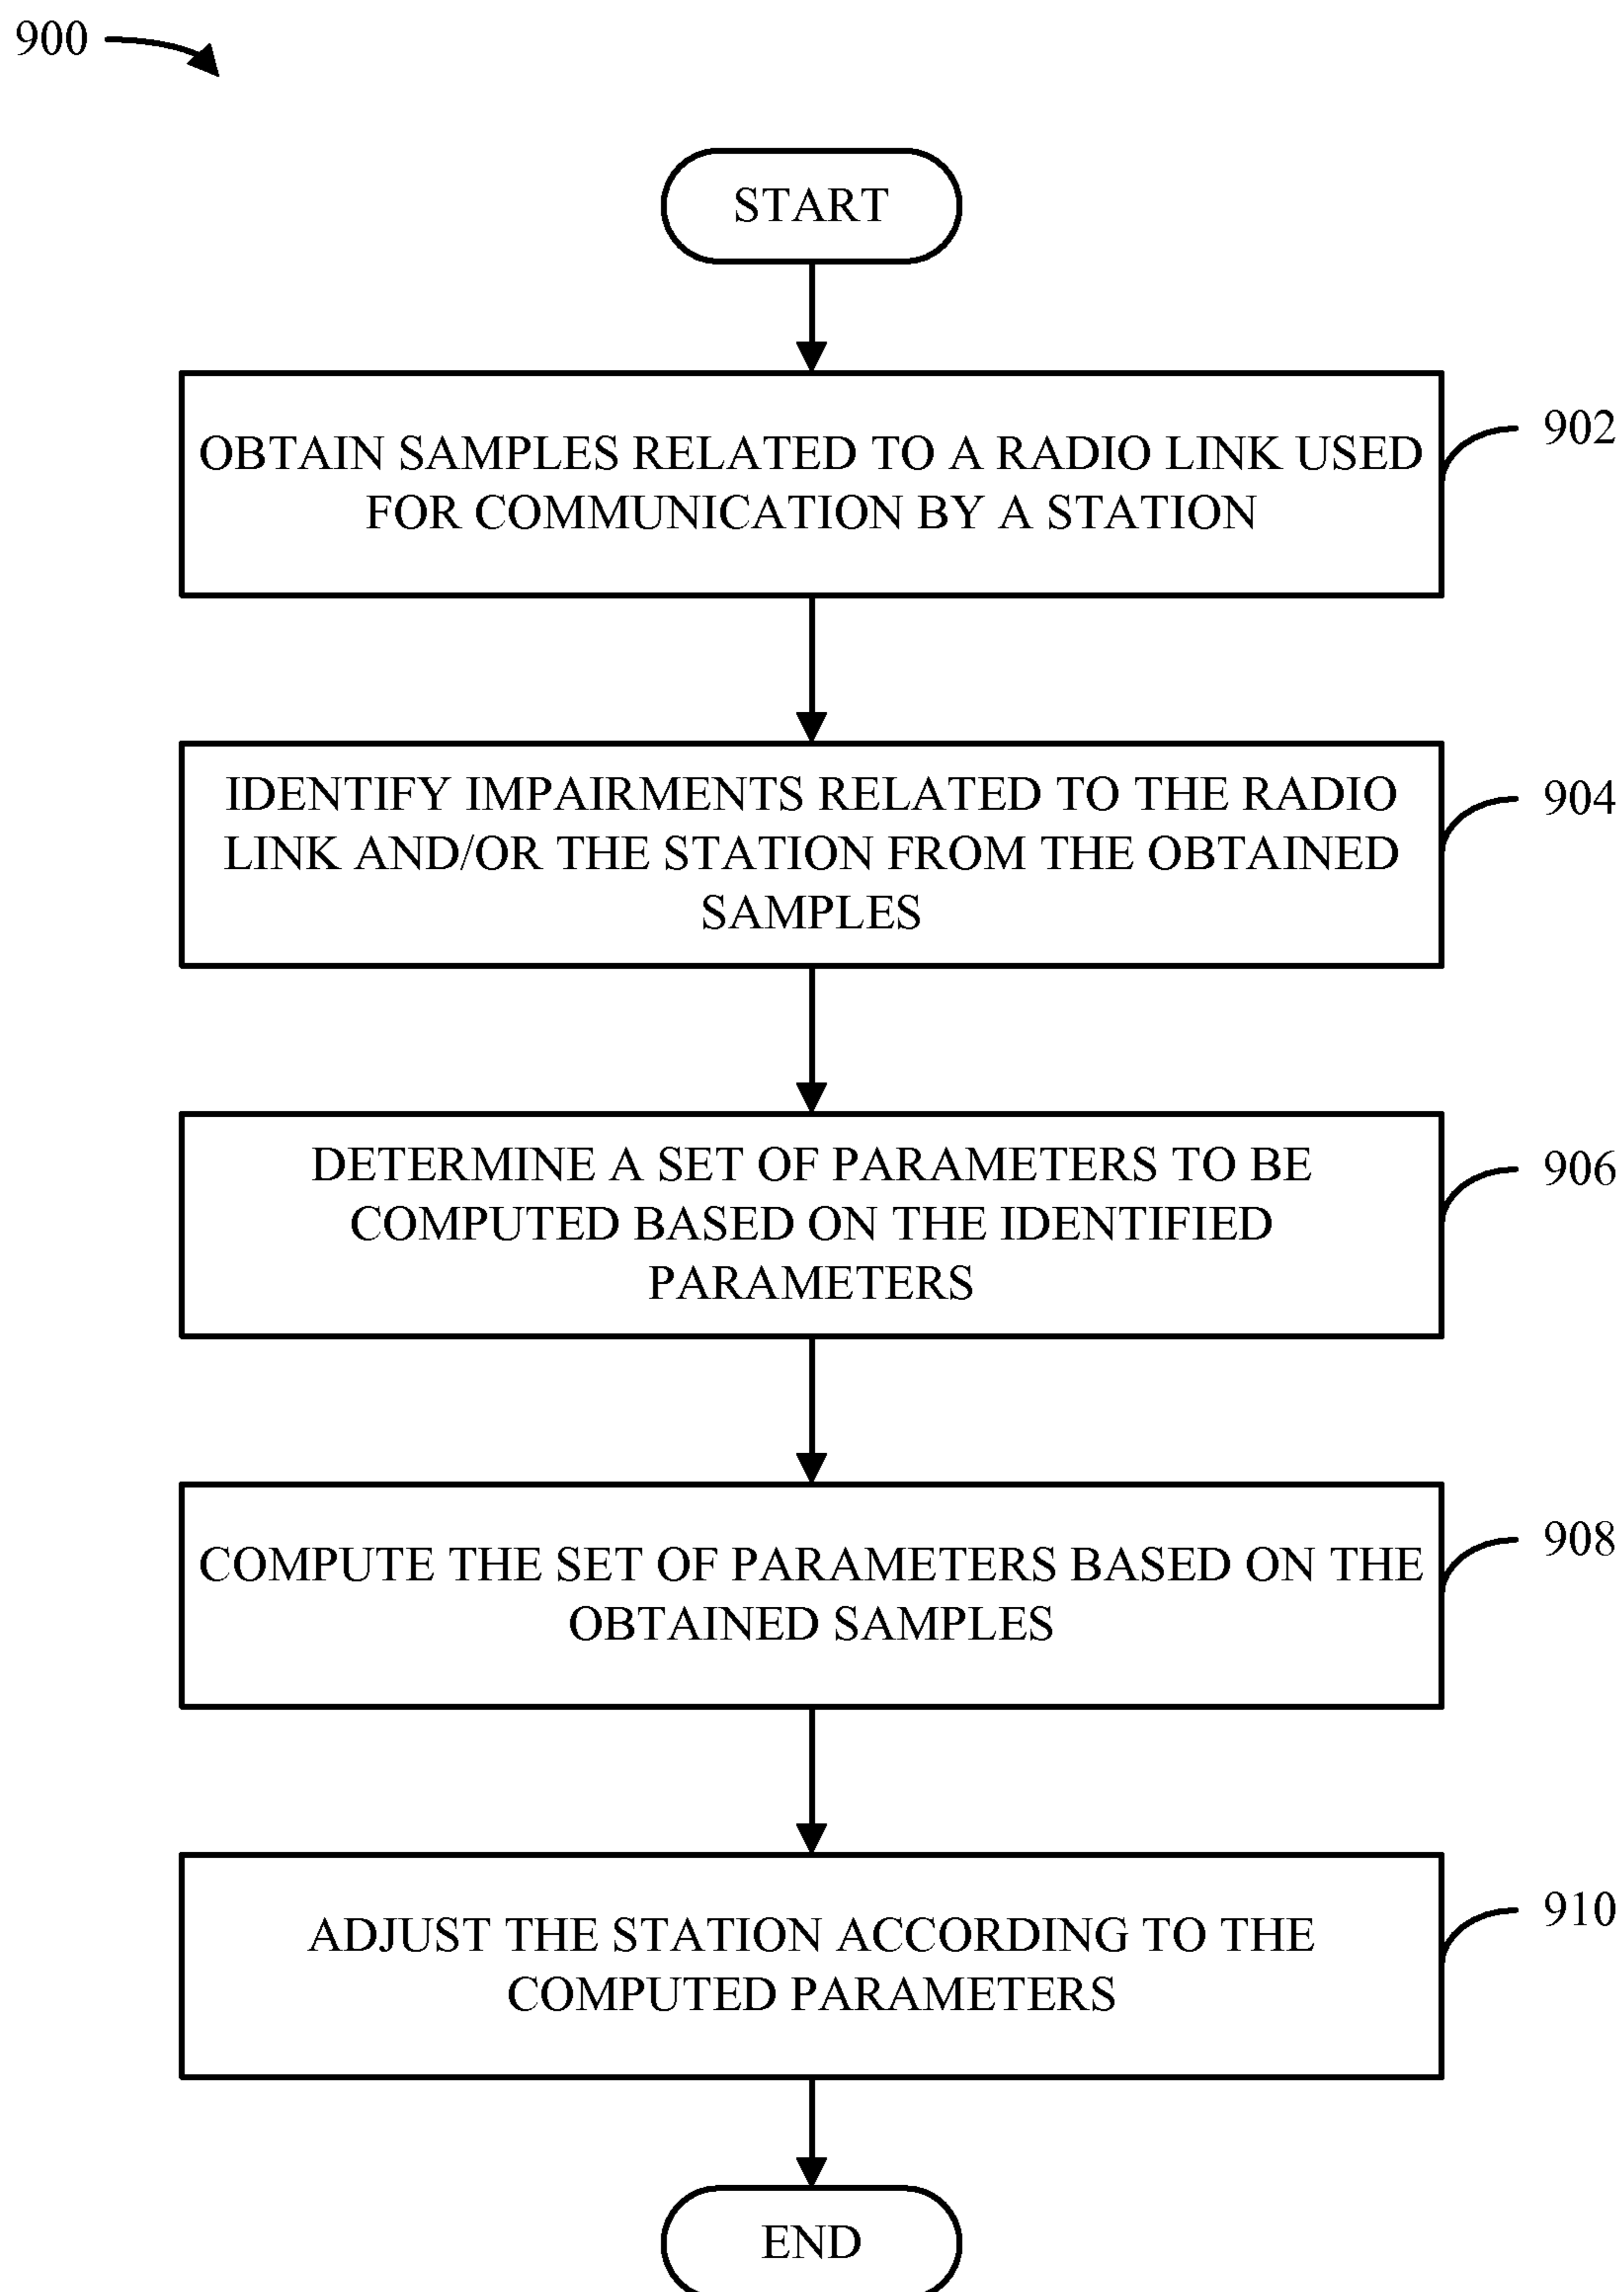 900
START
OBTAIN SAMPLES RELATED TO A RADIO LINK USED
FOR COMMUNICATION BY A STATION
902
IDENTIFY IMPAIRMENTS RELATED TO THE RADIO
LINK AND/OR THE STATION FROM THE OBTAINED
SAMPLES
904
DETERMINE A SET OF PARAMETERS TO BE
COMPUTED BASED ON THE IDENTIFIED
PARAMETERS
906
COMPUTE THE SET OF PARAMETERS BASED ON THE
OBTAINED SAMPLES
908
ADJUST THE STATION ACCORDING TO THE
COMPUTED PARAMETERS
910
END